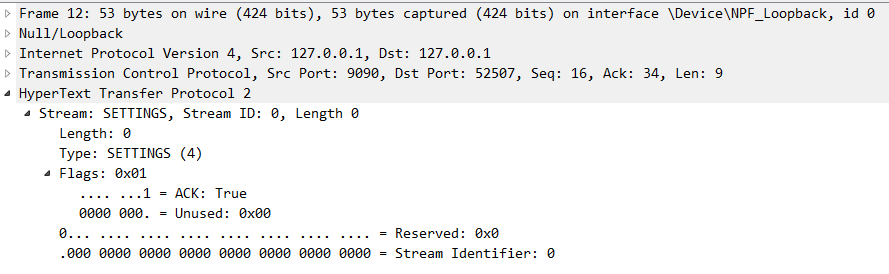 Frame 12: 53 bytes on wire (424 bits), 53 bytes captured (424 bits) on interface \Device\NPF_Loopback, id 0
Null/Loopback
Internet Protocol Version 4, Src: 127.0.0.1, Dst: 127.0.0.1
Transmission Control Protocol, Src Port: 9090, Dst Port: 52507, Seq: 16, Ack: 34, Len: 9
HyperText Transfer Protocol 2
Stream: SETTINGS, Stream ID: 0, Length 0
Length: 0
Type: SETTINGS (4)
Flags: 0x01
.... ...1 = ACK: True
0000 000. = Unused: 0x00
0... .... .... .... .... .... .... .... = Reserved: 0x0
.000 0000 0000 0000 0000 0000 0000 0000 = Stream Identifier: 0